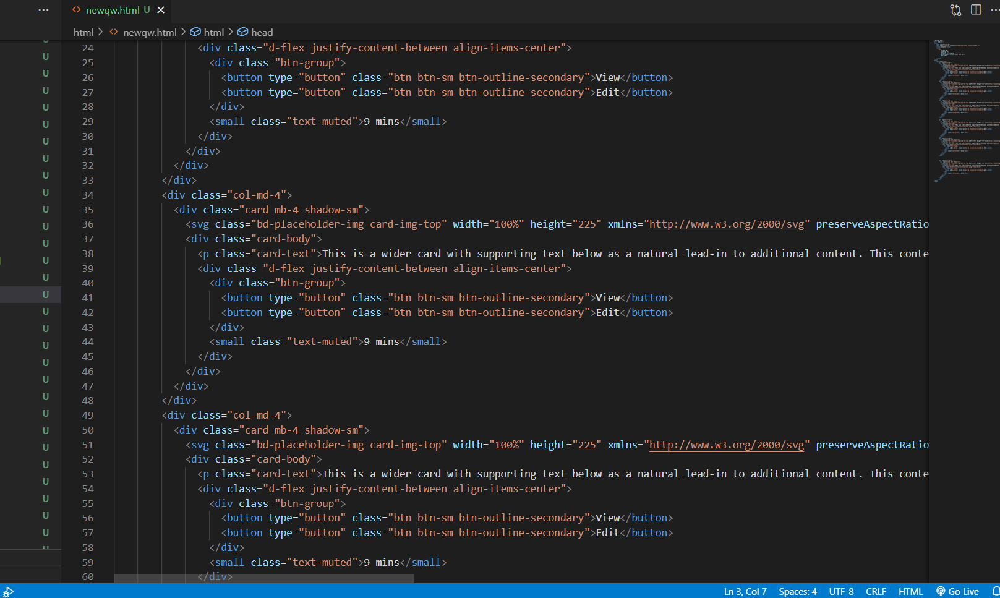 ··· newqw.html U ×
html > newqw.html > html > head
24 <div class="d-flex justify-content-between align-items-center">
25 <div class="btn-group">
26 <button type="button" class="btn btn-sm btn-outline-secondary">View</button>
27 <button type="button" class="btn btn-sm btn-outline-secondary">Edit</button>
28 </div>
29 <small class="text-muted">9 mins</small>
30 </div>
31 </div>
32 </div>
33 </div>
34 <div class="col-md-4">
35 <div class="card mb-4 shadow-sm">
36 <svg class="bd-placeholder-img card-img-top" width="100%" height="225" xmlns="http://www.w3.org/2000/svg" preserveAspectRatio
37 <div class="card-body">
38 <p class="card-text">This is a wider card with supporting text below as a natural lead-in to additional content. This conte
39 <div class="d-flex justify-content-between align-items-center">
40 <div class="btn-group">
41 <button type="button" class="btn btn-sm btn-outline-secondary">View</button>
42 <button type="button" class="btn btn-sm btn-outline-secondary">Edit</button>
43 </div>
44 <small class="text-muted">9 mins</small>
45 </div>
46 </div>
47 </div>
48 </div>
49 <div class="col-md-4">
50 <div class="card mb-4 shadow-sm">
51 <svg class="bd-placeholder-img card-img-top" width="100%" height="225" xmlns="http://www.w3.org/2000/svg" preserveAspectRatio
52 <div class="card-body">
53 <p class="card-text">This is a wider card with supporting text below as a natural lead-in to additional content. This conte
54 <div class="d-flex justify-content-between align-items-center">
55 <div class="btn-group">
56 <button type="button" class="btn btn-sm btn-outline-secondary">View</button>
57 <button type="button" class="btn btn-sm btn-outline-secondary">Edit</button>
58 </div>
59 <small class="text-muted">9 mins</small>
60 </div>
Ln 3, Col 7 Spaces: 4 UTF-8 CRLF HTML Go Live